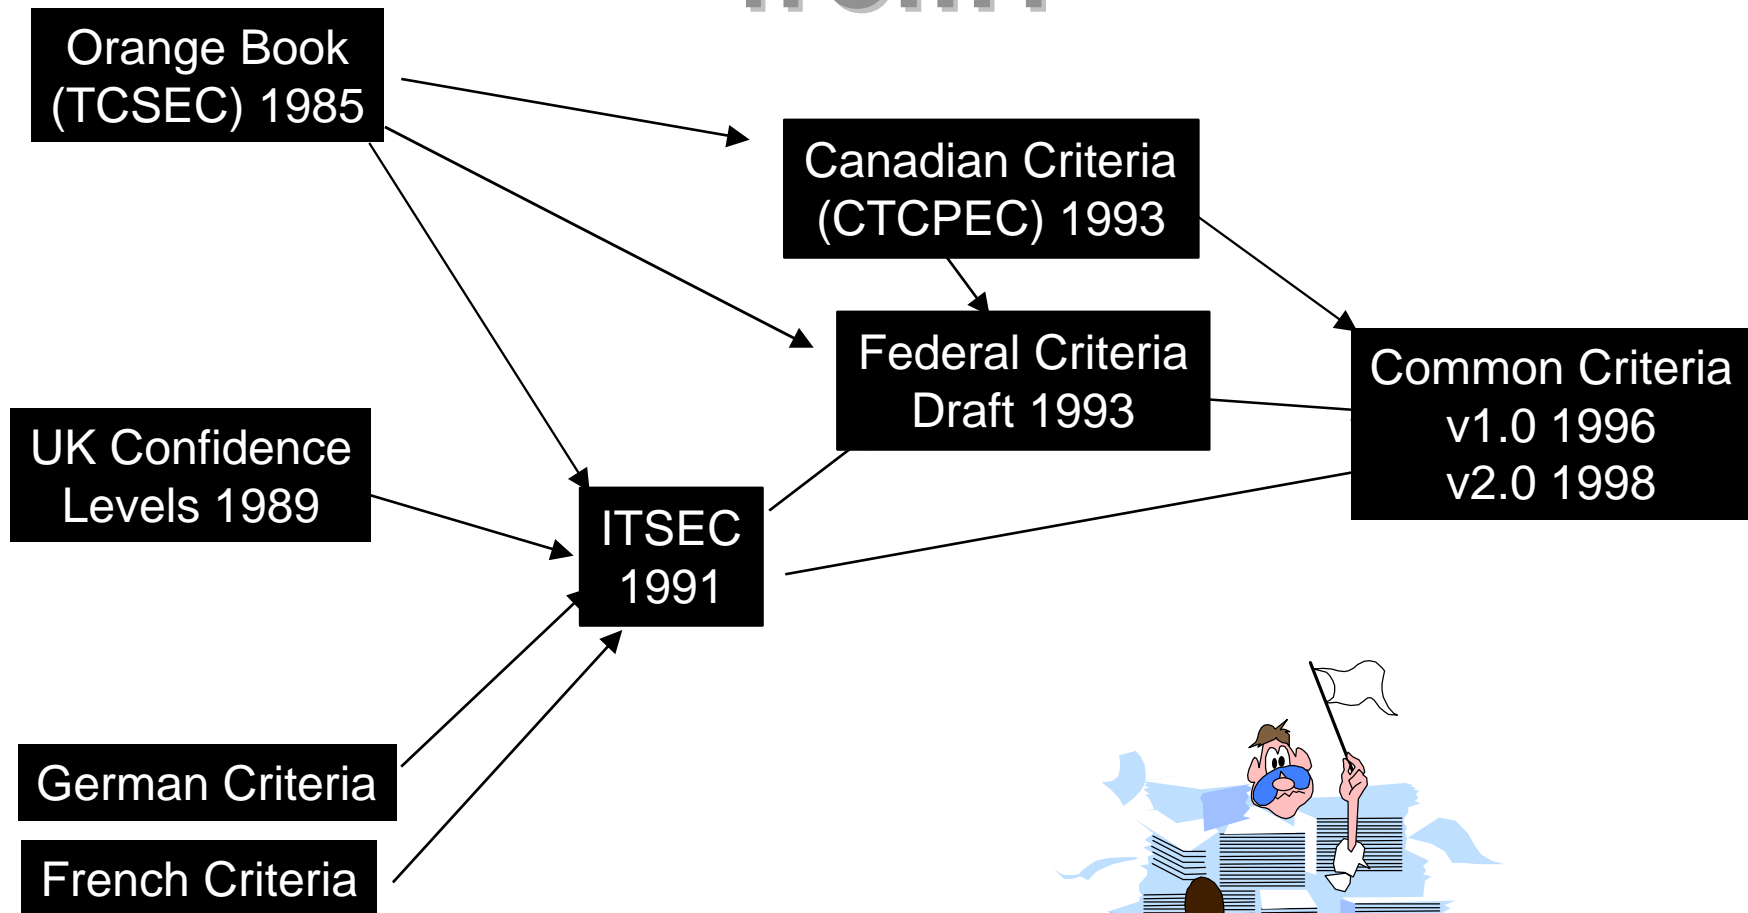 Orange Book
(TCSEC) 1985
Canadian Criteria
(CTCPEC) 1993
Federal Criteria
Draft 1993
Common Criteria
v1.0 1996
v2.0 1998
UK Confidence
Levels 1989
ITSEC
1991
German Criteria
French Criteria